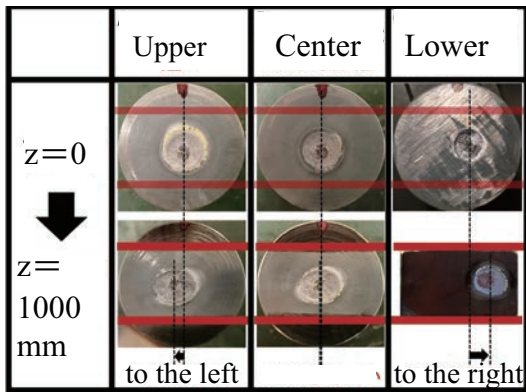 Upper Center Lower
z=0
z=
1000
mm
to the left to the right